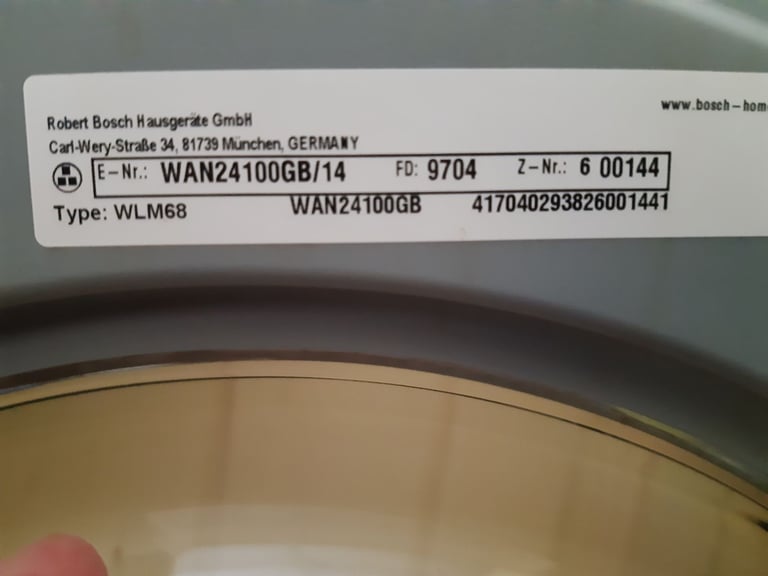 www.bosch-hom
Robert Bosch Hausgeräte GmbH
Carl-Wery-Straße 34, 81739 München, GERMANY
E-Nr.: WAN24100GB/14 FD: 9704 Z-Nr.: 6 00144
Type: WLM68 WAN24100GB 417040293826001441